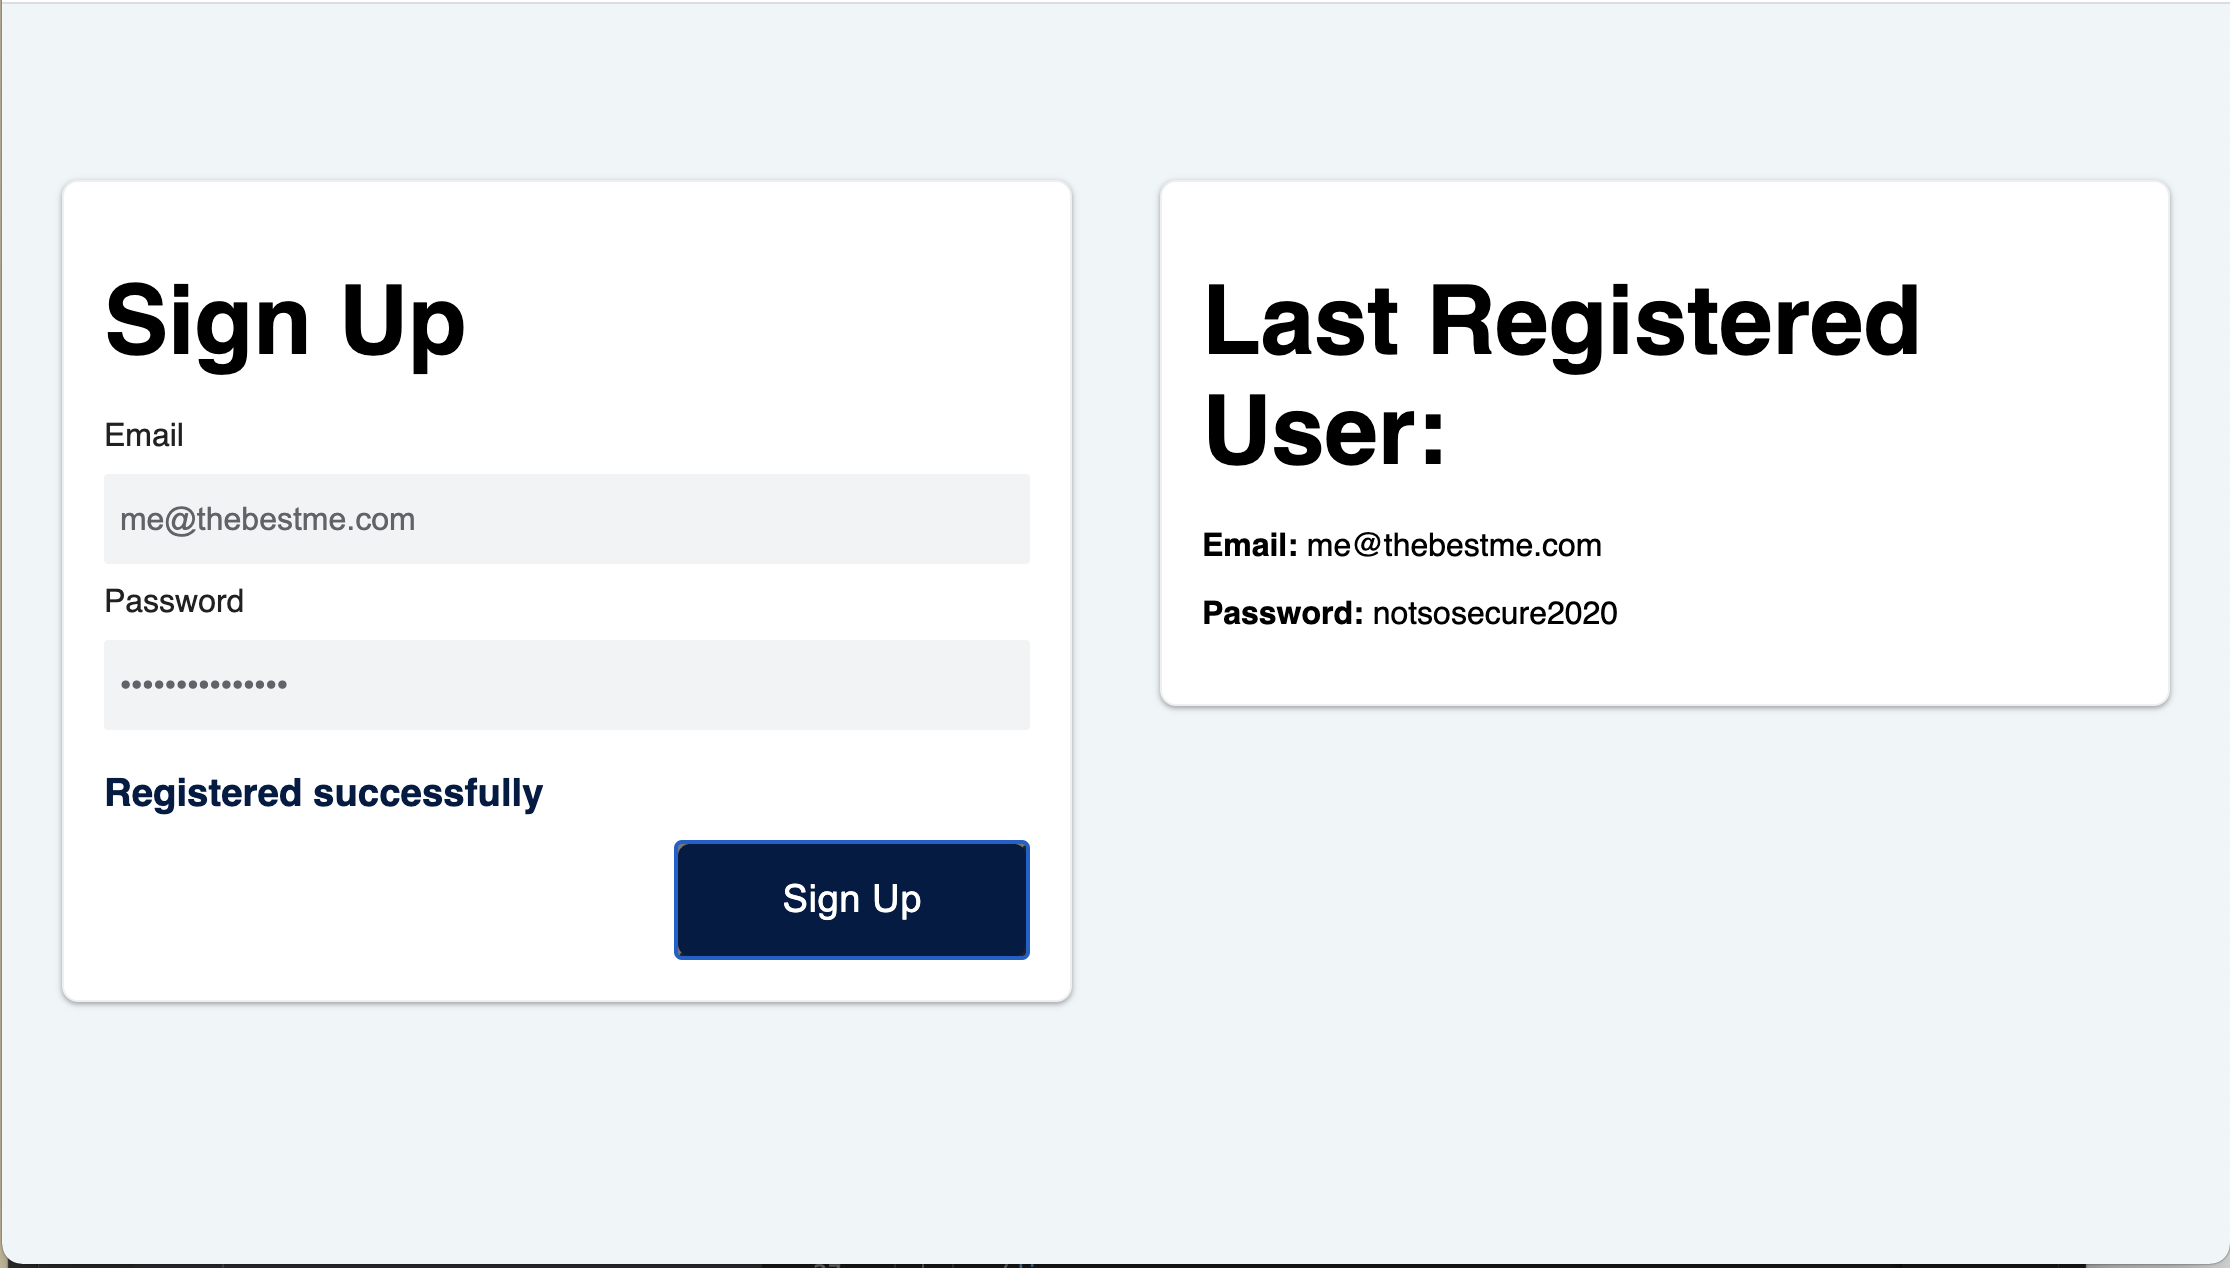 Sign Up
Email
me@thebestme.com
Password
•••••••••••••••
Registered successfully
Sign Up
Last Registered
User:
Email: me@thebestme.com
Password: notsosecure2020